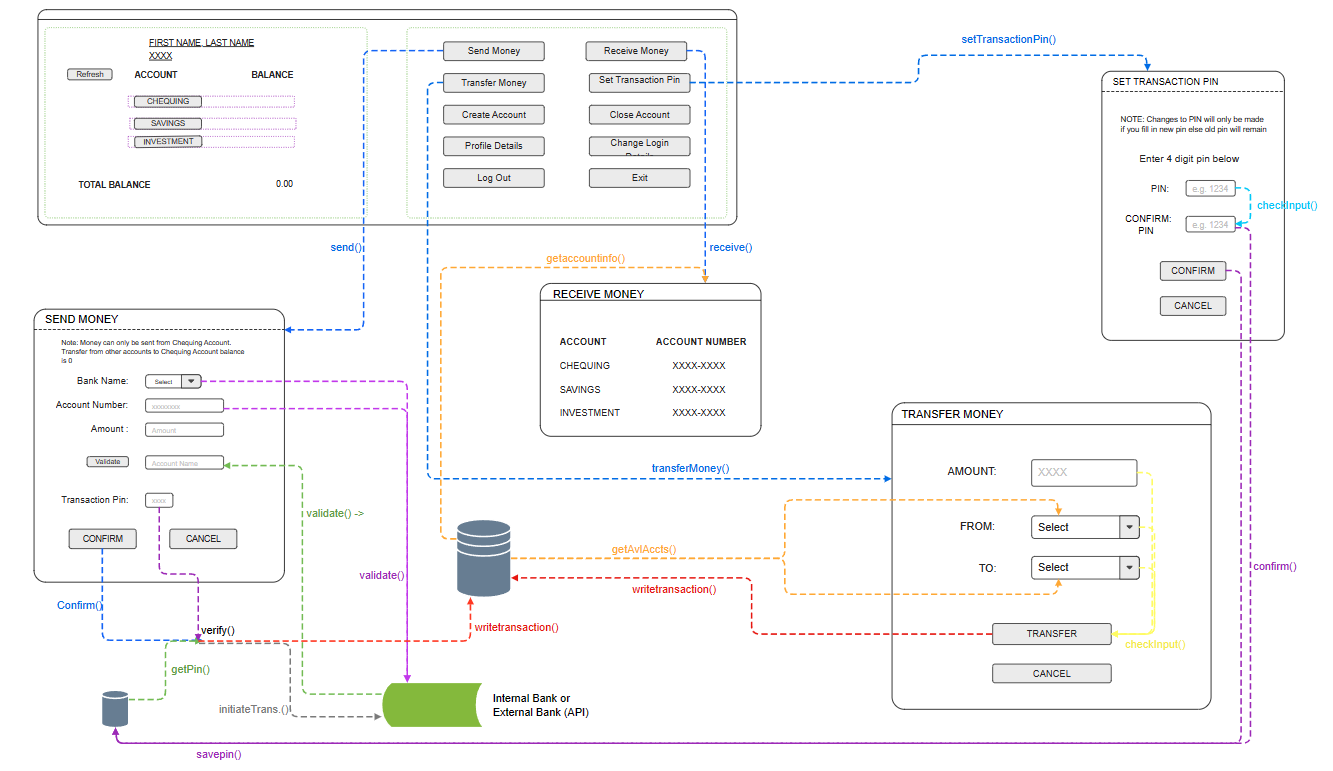 FIRST NAME, LAST NAME
XXXX
Refresh
ACCOUNT
BALANCE
CHEQUING
SAVINGS
INVESTMENT
TOTAL BALANCE
0.00
Send Money
Receive Money
Transfer Money
Set Transaction Pin
Create Account
Close Account
Profile Details
Change Login
Details
Log Out
Exit
setTransactionPin()
SET TRANSACTION PIN
NOTE: Changes to PIN will only be made
if you fill in new pin else old pin will remain
Enter 4 digit pin below
PIN:
e.g. 1234
checkInput()
CONFIRM:
PIN
e.g. 1234
CONFIRM
CANCEL
send()
receive()
getaccountinfo()
RECEIVE MONEY
ACCOUNT
ACCOUNT NUMBER
CHEQUING
XXXX-XXXX
SAVINGS
XXXX-XXXX
INVESTMENT
XXXX-XXXX
SEND MONEY
Note: Money can only be sent from Chequing Account.
Transfer from other accounts to Chequing Account balance
is 0
Bank Name:
Select
Account Number:
xxxxxxxx
Amount :
Amount
Validate
Account Name
Transaction Pin:
xxxx
CONFIRM
CANCEL
transferMoney()
TRANSFER MONEY
AMOUNT:
XXXX
FROM:
Select
TO:
Select
TRANSFER
checkInput()
CANCEL
validate() ->
getAvlAccts()
validate()
writetransaction()
confirm()
Confirm()
verify()
writetransaction()
getPin()
initiateTrans.()
Internal Bank or
External Bank (API)
savepin()